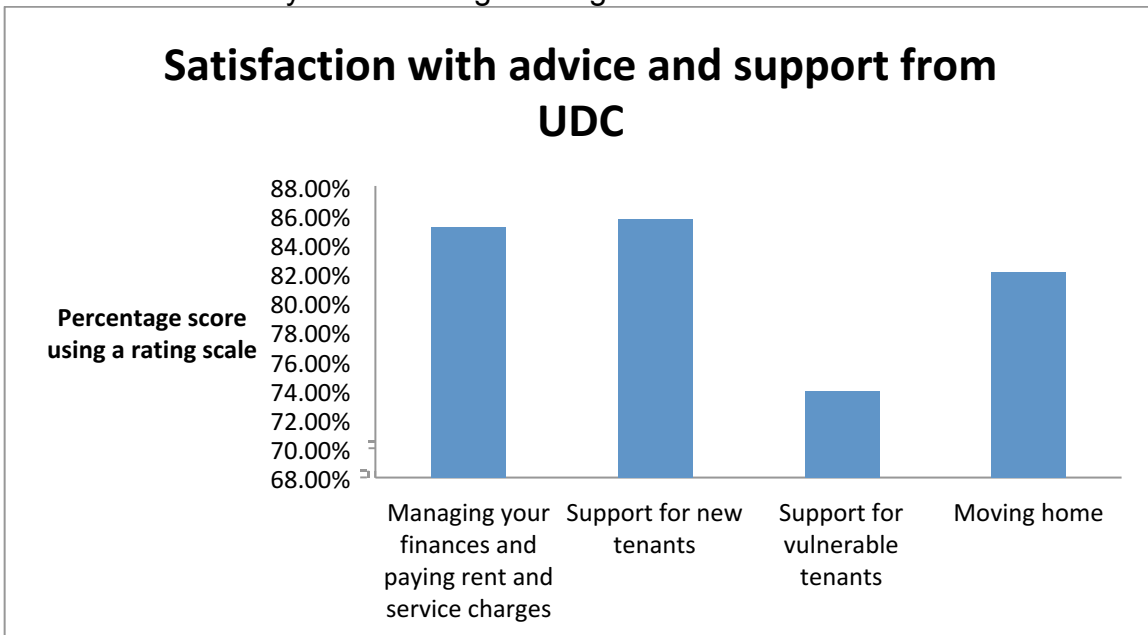 Satisfaction with advice and support from
UDC
88.00%
86.00%
84.00%
82.00%
80.00%
78.00%
76.00%
74.00%
72.00%
70.00%
68.00%
Percentage score
using a rating scale
Managing your
finances and
paying rent and
service charges
Support for new
tenants
Support for
vulnerable
tenants
Moving home